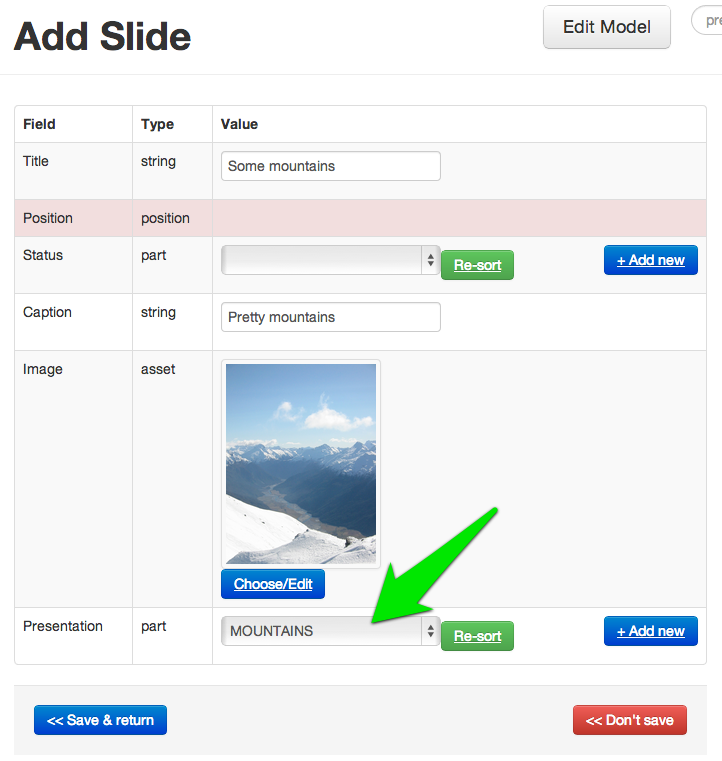 Add Slide
Edit Model
Field Type Value
Title string Some mountains
Position position
Status part Re-sort + Add new
Caption string Pretty mountains
Image asset
Choose/Edit
Presentation part MOUNTAINS Re-sort + Add new
<< Save & return << Don't save